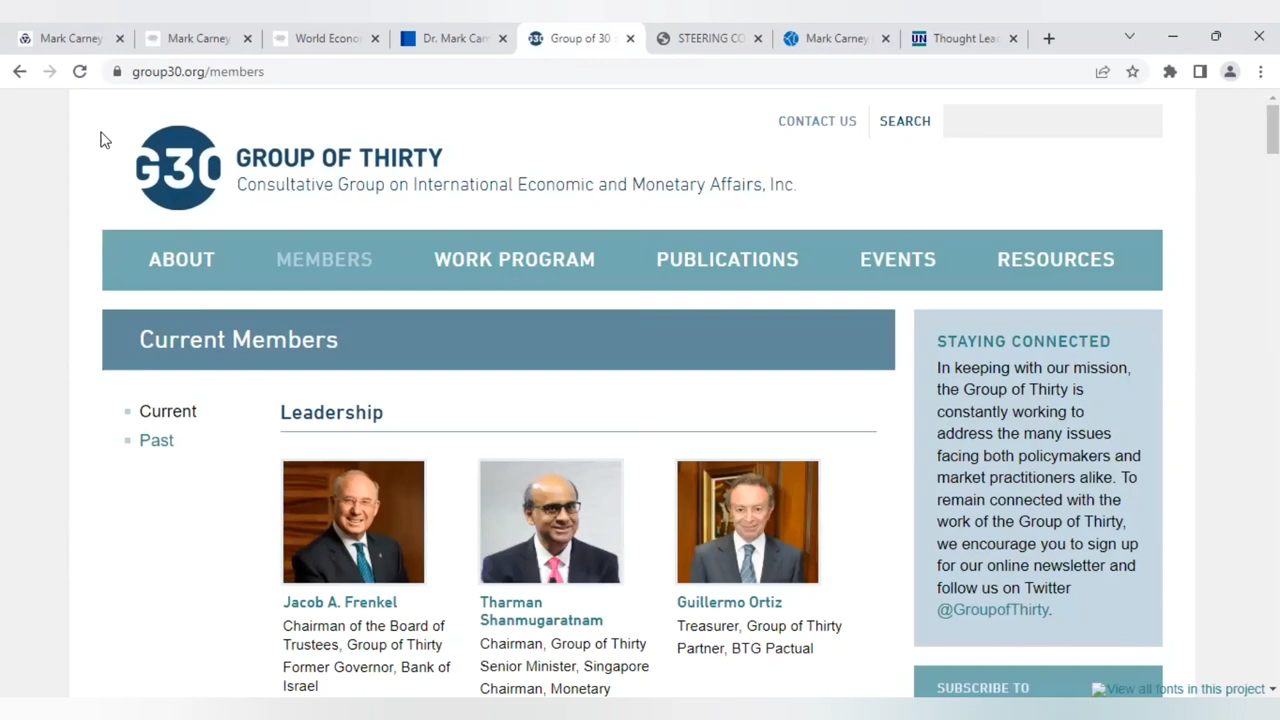 Mark Carney
Mark Carney
World Econo
Dr. Mark Car
Group of 30
STEERING CO
Mark Carney
Thought Lea
group30.org/members
CONTACT US
SEARCH
G30
GROUP OF THIRTY
Consultative Group on International Economic and Monetary Affairs, Inc.
ABOUT
MEMBERS
WORK PROGRAM
PUBLICATIONS
EVENTS
RESOURCES
Current Members
Current
Past
Leadership
Jacob A. Frenkel
Chairman of the Board of
Trustees, Group of Thirty
Former Governor, Bank of
Israel
Tharman
Shanmugaratnam
Chairman, Group of Thirty
Senior Minister, Singapore
Chairman, Monetary
Guillermo Ortiz
Treasurer, Group of Thirty
Partner, BTG Pactual
STAYING CONNECTED
In keeping with our mission,
the Group of Thirty is
constantly working to
address the many issues
facing both policymakers and
market practitioners alike. To
remain connected with the
work of the Group of Thirty,
we encourage you to sign up
for our online newsletter and
follow us on Twitter
@GroupofThirty.
SUBSCRIBE TO
View all fonts in this project